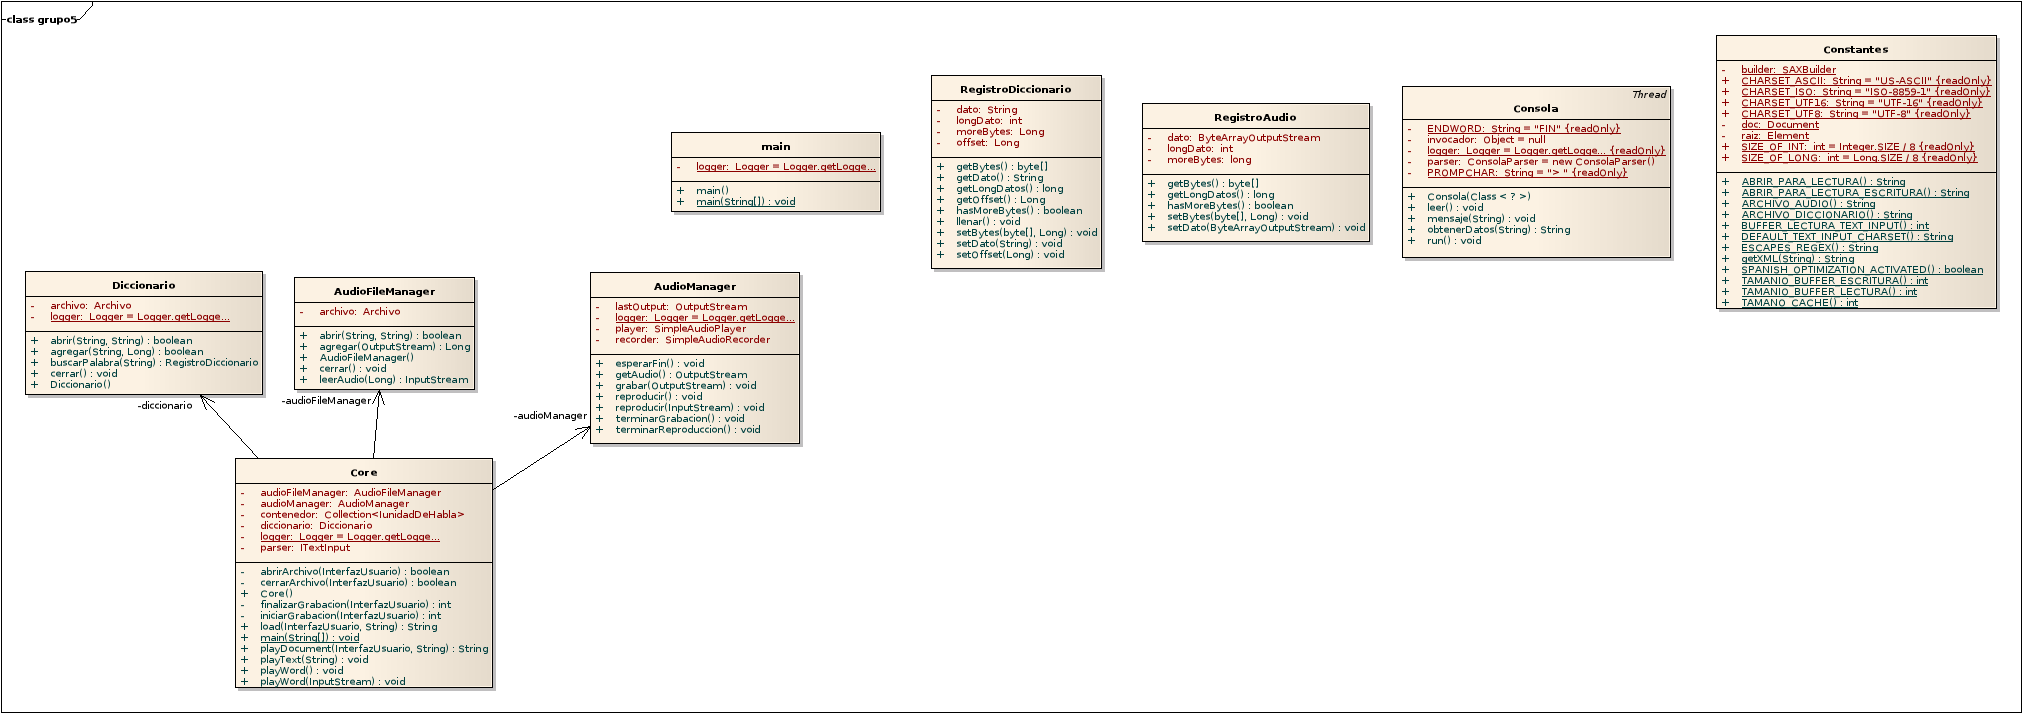 class grupo5
main
- logger: Logger = Logger.getLogge...
+ main()
+ main(String[]) : void
RegistroDiccionario
- dato: String
- longDato: int
- moreBytes: Long
- offset: Long
+ getBytes() : byte[]
+ getDato() : String
+ getLongDatos() : long
+ getOffset() : Long
+ hasMoreBytes() : boolean
+ llenar() : void
+ setBytes(byte[], Long) : void
+ setDato(String) : void
+ setOffset(Long) : void
RegistroAudio
- dato: ByteArrayOutputStream
- longDato: int
- moreBytes: long
+ getBytes() : byte[]
+ getLongDatos() : long
+ hasMoreBytes() : boolean
+ setBytes(byte[], Long) : void
+ setDato(ByteArrayOutputStream) : void
Thread
Consola
- ENDWORD: String = "FIN" {readOnly}
- invocador: Object = null
- logger: Logger = Logger.getLogge... {readOnly}
- parser: ConsolaParser = new ConsolaParser()
- PROMPCHAR: String = "> " {readOnly}
+ Consola(Class < ? >)
+ leer() : void
+ mensaje(String) : void
+ obtenerDatos(String) : String
+ run() : void
Constantes
- builder: SAXBuilder
+ CHARSET_ASCII: String = "US-ASCII" {readOnly}
+ CHARSET_ISO: String = "ISO-8859-1" {readOnly}
+ CHARSET_UTF16: String = "UTF-16" {readOnly}
+ CHARSET_UTF8: String = "UTF-8" {readOnly}
- doc: Document
- raiz: Element
+ SIZE_OF_INT: int = Integer.SIZE / 8 {readOnly}
+ SIZE_OF_LONG: int = Long.SIZE / 8 {readOnly}
+ ABRIR_PARA_LECTURA() : String
+ ABRIR_PARA_LECTURA_ESCRITURA() : String
+ ARCHIVO_AUDIO() : String
+ ARCHIVO_DICCIONARIO() : String
+ BUFFER_LECTURA_TEXT_INPUT() : int
+ DEFAULT_TEXT_INPUT_CHARSET() : String
+ ESCAPES_REGEX() : String
+ getXML(String) : String
+ SPANISH_OPTIMIZATION_ACTIVATED() : boolean
+ TAMANIO_BUFFER_ESCRITURA() : int
+ TAMANIO_BUFFER_LECTURA() : int
+ TAMANO_CACHE() : int
Diccionario
- archivo: Archivo
- logger: Logger = Logger.getLogge...
+ abrir(String, String) : boolean
+ agregar(String, Long) : boolean
+ buscarPalabra(String) : RegistroDiccionario
+ cerrar() : void
+ Diccionario()
AudioFileManager
- archivo: Archivo
+ abrir(String, String) : boolean
+ agregar(OutputStream) : Long
+ AudioFileManager()
+ cerrar() : void
+ leerAudio(Long) : InputStream
AudioManager
- lastOutput: OutputStream
- logger: Logger = Logger.getLogge...
- player: SimpleAudioPlayer
- recorder: SimpleAudioRecorder
+ esperarFin() : void
+ getAudio() : OutputStream
+ grabar(OutputStream) : void
+ reproducir() : void
+ reproducir(InputStream) : void
+ terminarGrabacion() : void
+ terminarReproduccion() : void
-diccionario
-audioFileManager
-audioManager
Core
- audioFileManager: AudioFileManager
- audioManager: AudioManager
- contenedor: Collection<IunidadDeHabla>
- diccionario: Diccionario
- logger: Logger = Logger.getLogge...
- parser: ITextInput
- abrirArchivo(InterfazUsuario) : boolean
- cerrarArchivo(InterfazUsuario) : boolean
+ Core()
- finalizarGrabacion(InterfazUsuario) : int
- iniciarGrabacion(InterfazUsuario) : int
+ load(InterfazUsuario, String) : String
+ main(String[]) : void
+ playDocument(InterfazUsuario, String) : String
+ playText(String) : void
+ playWord() : void
+ playWord(InputStream) : void